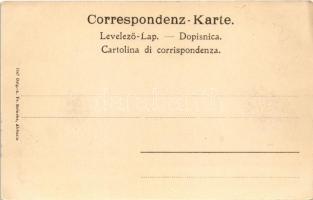 Correspondenz-Karte.
Levelező-Lap. — Dopisnica.
Cartolina di corrispondenza.